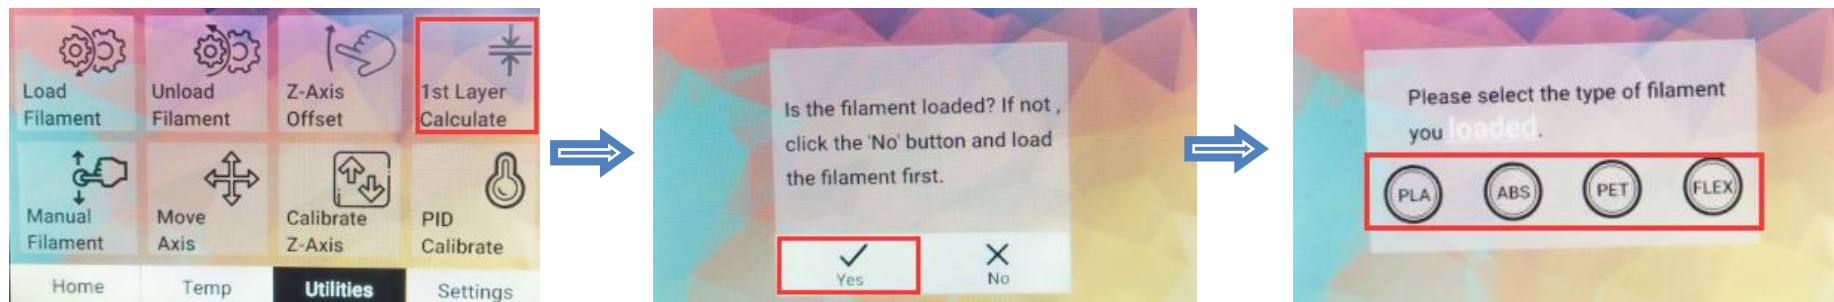 Load
Filament
Unload
Filament
Z-Axis
Offset
1st Layer
Calculate
Manual
Filament
Move
Axis
Calibrate
Z-Axis
PID
Calibrate
Home
Temp
Utilities
Settings
Is the filament loaded? If not ,
click the 'No' button and load
the filament first.
Yes
No
Please select the type of filament
you loaded.
PLA
ABS
PET
FLEX